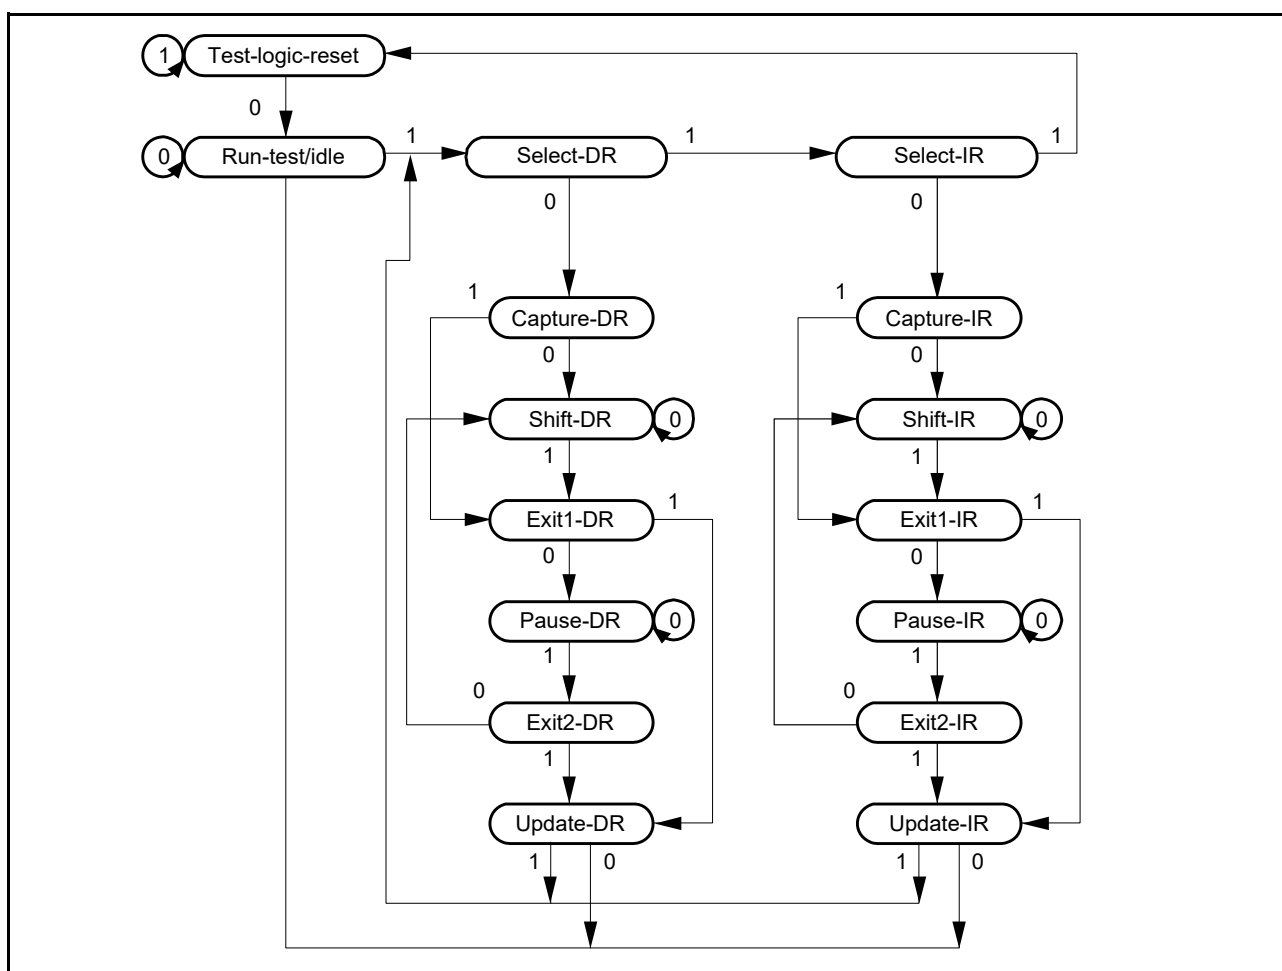 1 Test-logic-reset
0
0 Run-test/idle 1 Select-DR 1 Select-IR 1
0 0
1 1
Capture-DR Capture-IR
0 0
Shift-DR 0 Shift-IR 0
1 1
Exit1-DR 1 Exit1-IR 1
0 0
Pause-DR 0 Pause-IR 0
1 1
0 0
Exit2-DR Exit2-IR
1 1
Update-DR Update-IR
1 0 1 0